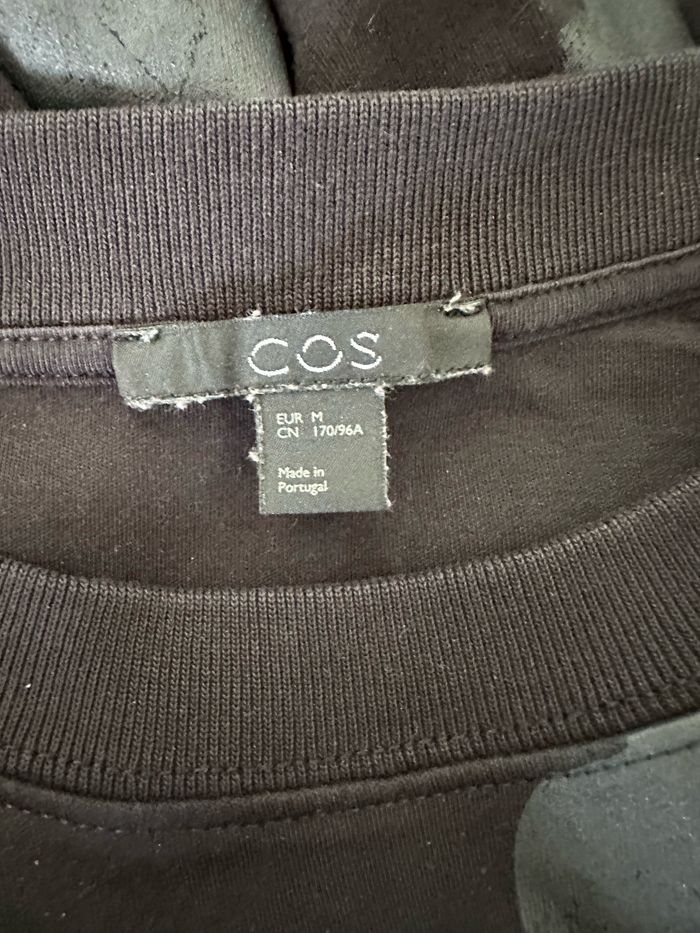 COS
EUR M
CN 170/96A
Made in
Portugal